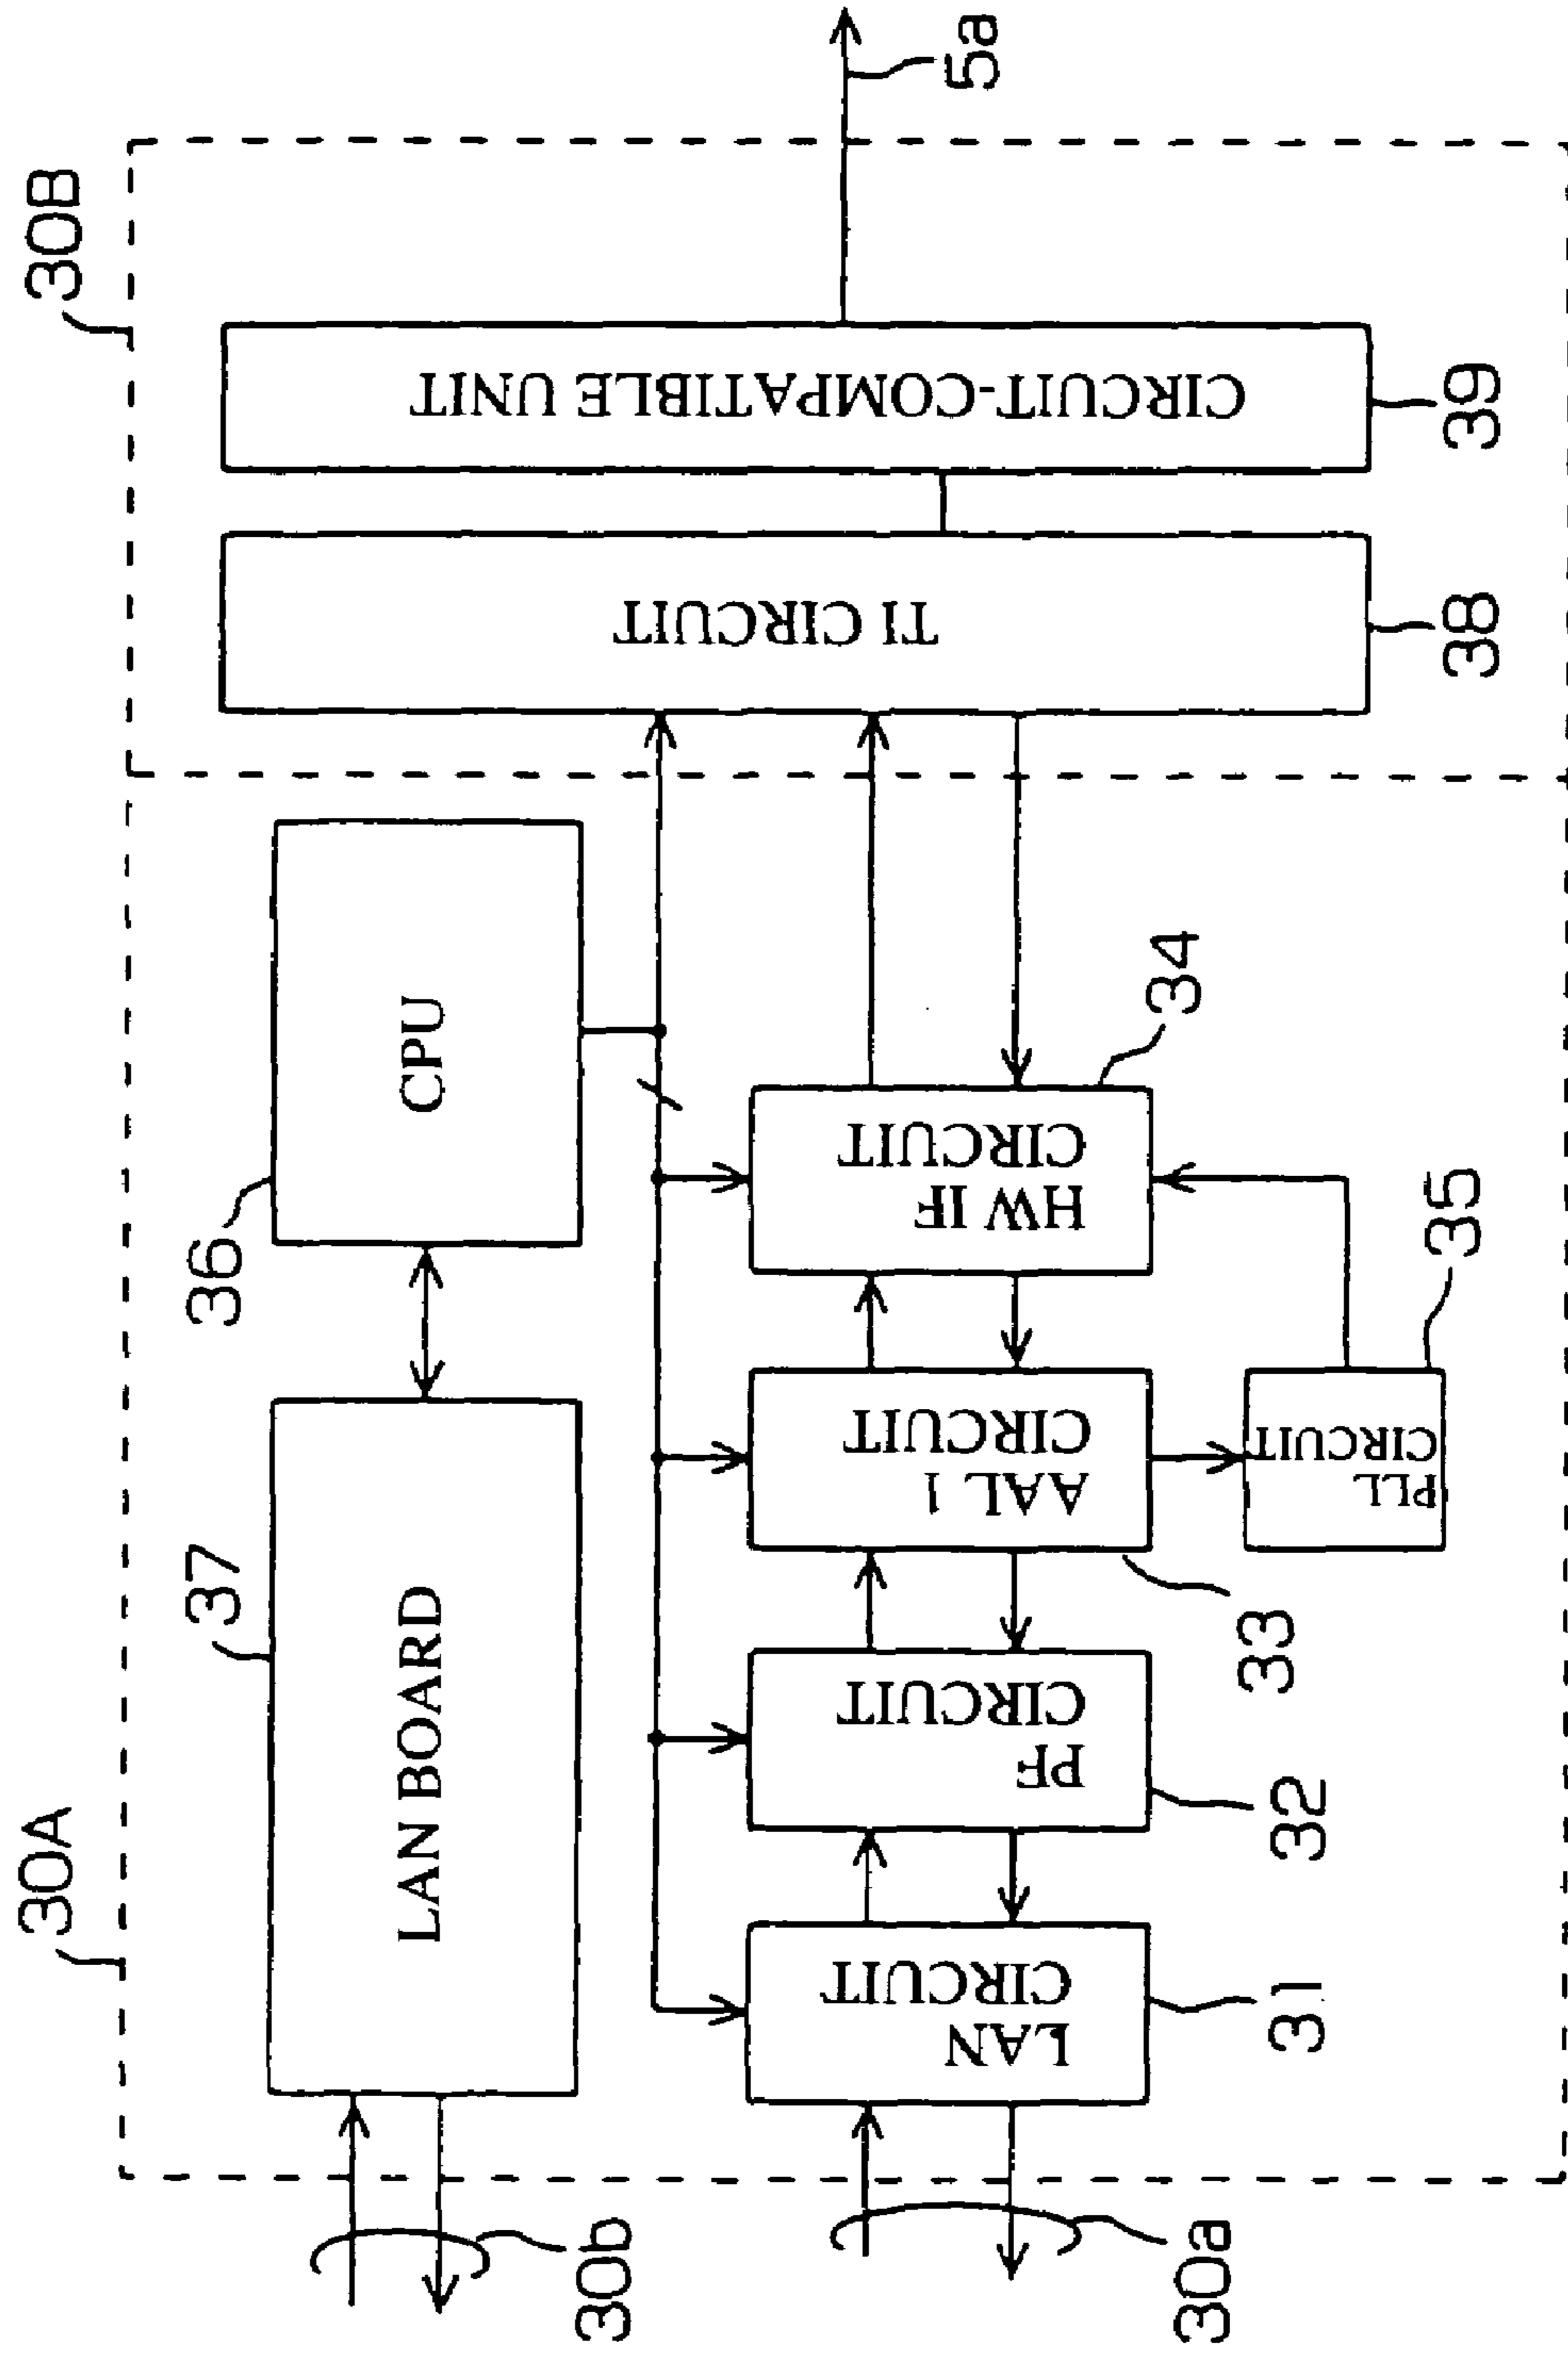 30A
30B
37
LAN BOARD
36
CPU
30b
LAN
CIRCUIT
PF
CIRCUIT
AAL 1
CIRCUIT
HW IF
CIRCUIT
34
TI CIRCUIT
CIRCUIT-COMPATIBLE UNIT
5a
30a
31
32
33
PLL
CIRCUIT
35
38
39